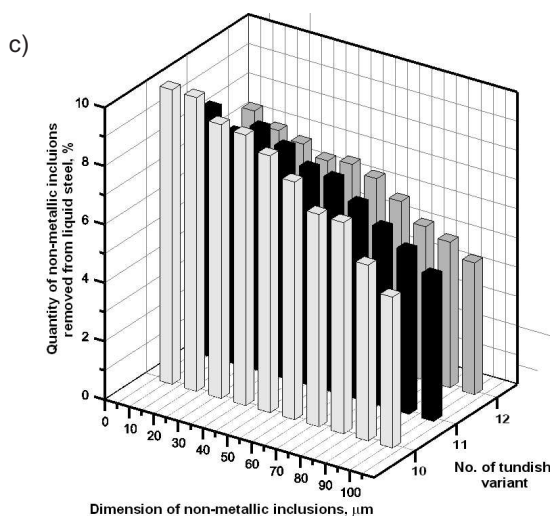 c)
Quantity of non-metallic incluions
removed from liquid steel, %
10
8
6
4
2
0
0 10 20 30 40 50 60 70 80 90 100
Dimension of non-metallic inclusions, μm
10
11
12
No. of tundish
variant